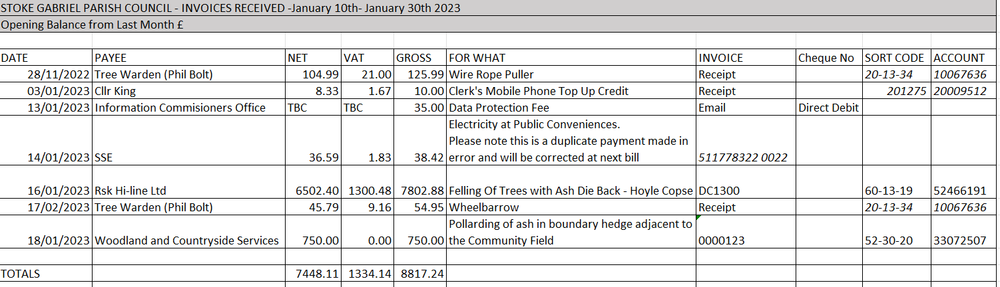 STOKE GABRIEL PARISH COUNCIL - INVOICES RECEIVED -January 10th- January 30th 2023
Opening Balance from Last Month £
DATE PAYEE NET VAT GROSS FOR WHAT INVOICE Cheque No SORT CODE ACCOUNT
28/11/2022 Tree Warden (Phil Bolt) 104.99 21.00 125.99 Wire Rope Puller Receipt 20-13-34 10067636
03/01/2023 Cllr King 8.33 1.67 10.00 Clerk's Mobile Phone Top Up Credit Receipt 201275 20009512
13/01/2023 Information Commisioners Office TBC TBC 35.00 Data Protection Fee Email Direct Debit
Electricity at Public Conveniences.
Please note this is a duplicate payment made in
14/01/2023 SSE 36.59 1.83 38.42 error and will be corrected at next bill 511778322 0022
16/01/2023 Rsk Hi-line Ltd 6502.40 1300.48 7802.88 Felling Of Trees with Ash Die Back - Hoyle Copse DC1300 60-13-19 52466191
17/02/2023 Tree Warden (Phil Bolt) 45.79 9.16 54.95 Wheelbarrow Receipt 20-13-34 10067636
Pollarding of ash in boundary hedge adjacent to
18/01/2023 Woodland and Countryside Services 750.00 0.00 750.00 the Community Field 0000123 52-30-20 33072507
TOTALS 7448.11 1334.14 8817.24